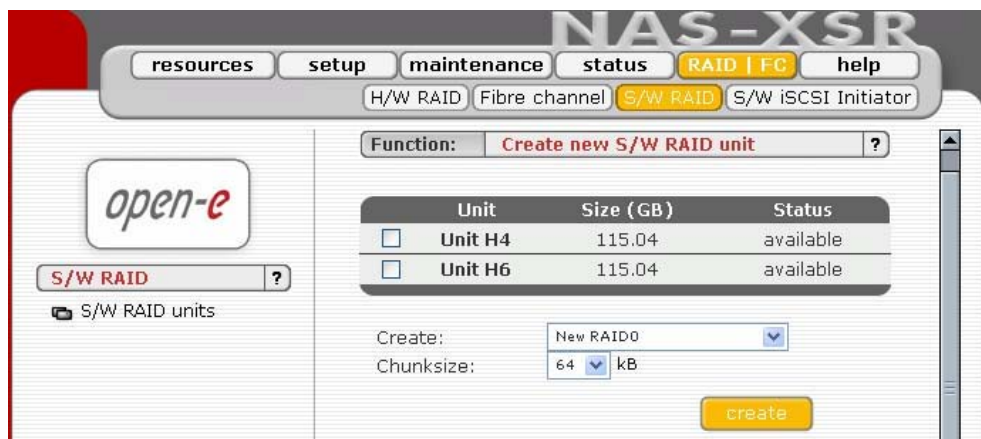 NAS-XSR
resources setup maintenance status RAID | FC help
H/W RAID Fibre channel S/W RAID S/W iSCSI Initiator
open-e
S/W RAID ?
S/W RAID units
Function: Create new S/W RAID unit ?
Unit Size (GB) Status
Unit H4 115.04 available
Unit H6 115.04 available
Create: New RAID0
Chunksize: 64 kB
create